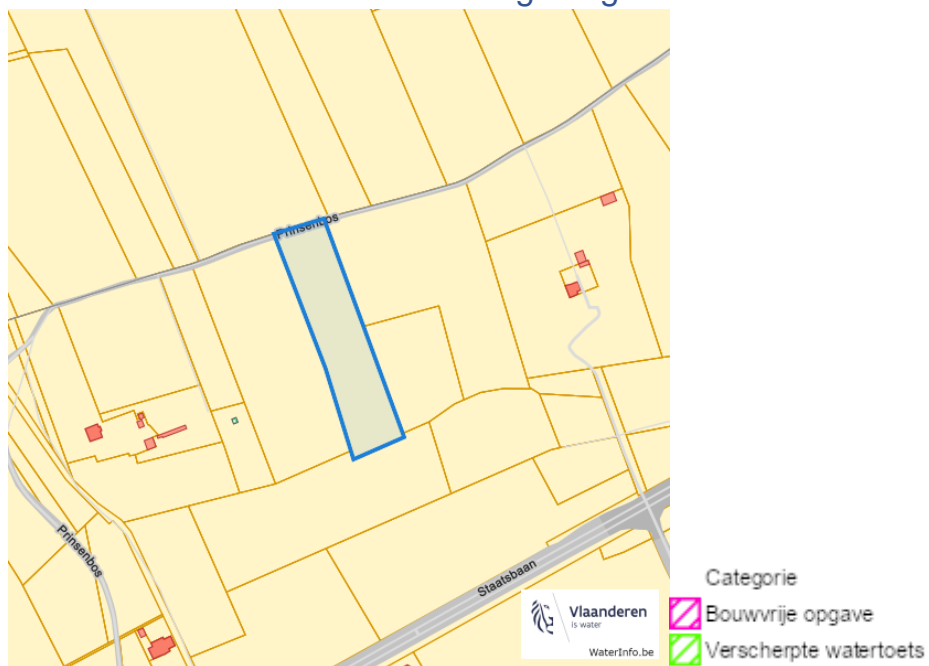 Prinsenbos
Prinsenbos
Staatsbaan
Vlaanderen
is water
WaterInfo.be
Categorie
Bouwvrije opgave
Verscherpte watertoets